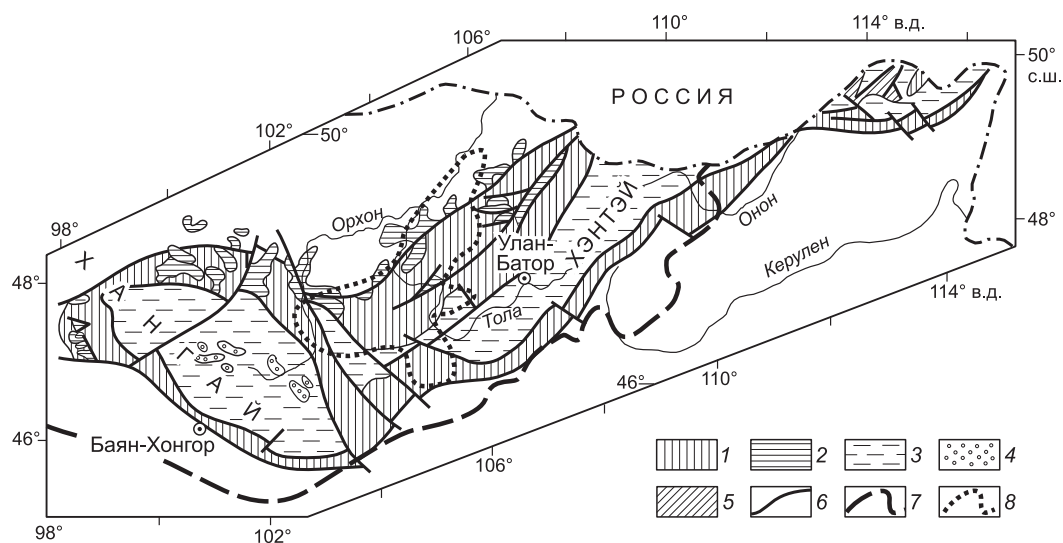 106°
110°
114° в.д.
50°
с.ш.
РОССИЯ
102°
50°
Орхон
ХЭНТЭЙ
Онон
98°
48°
Улан-
Батор
Керулен
ХАНГАЙ
48°
114° в.д.
Тола
46°
110°
Баян-Хонгор
46°
106°
1
2
3
4
5
6
7
8
98°
102°